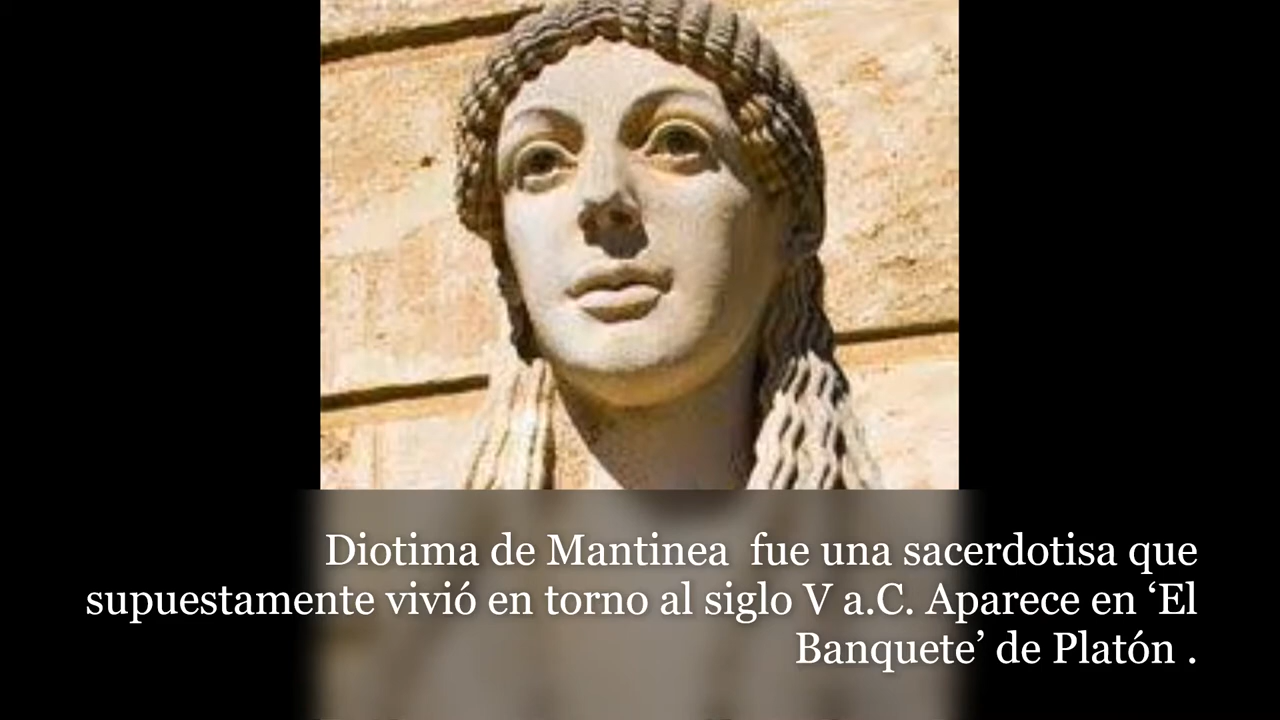 Diotima de Mantinea  fue una sacerdotisa que
supuestamente vivió en torno al siglo V a.C. Aparece en ‘El
Banquete’ de Platón .